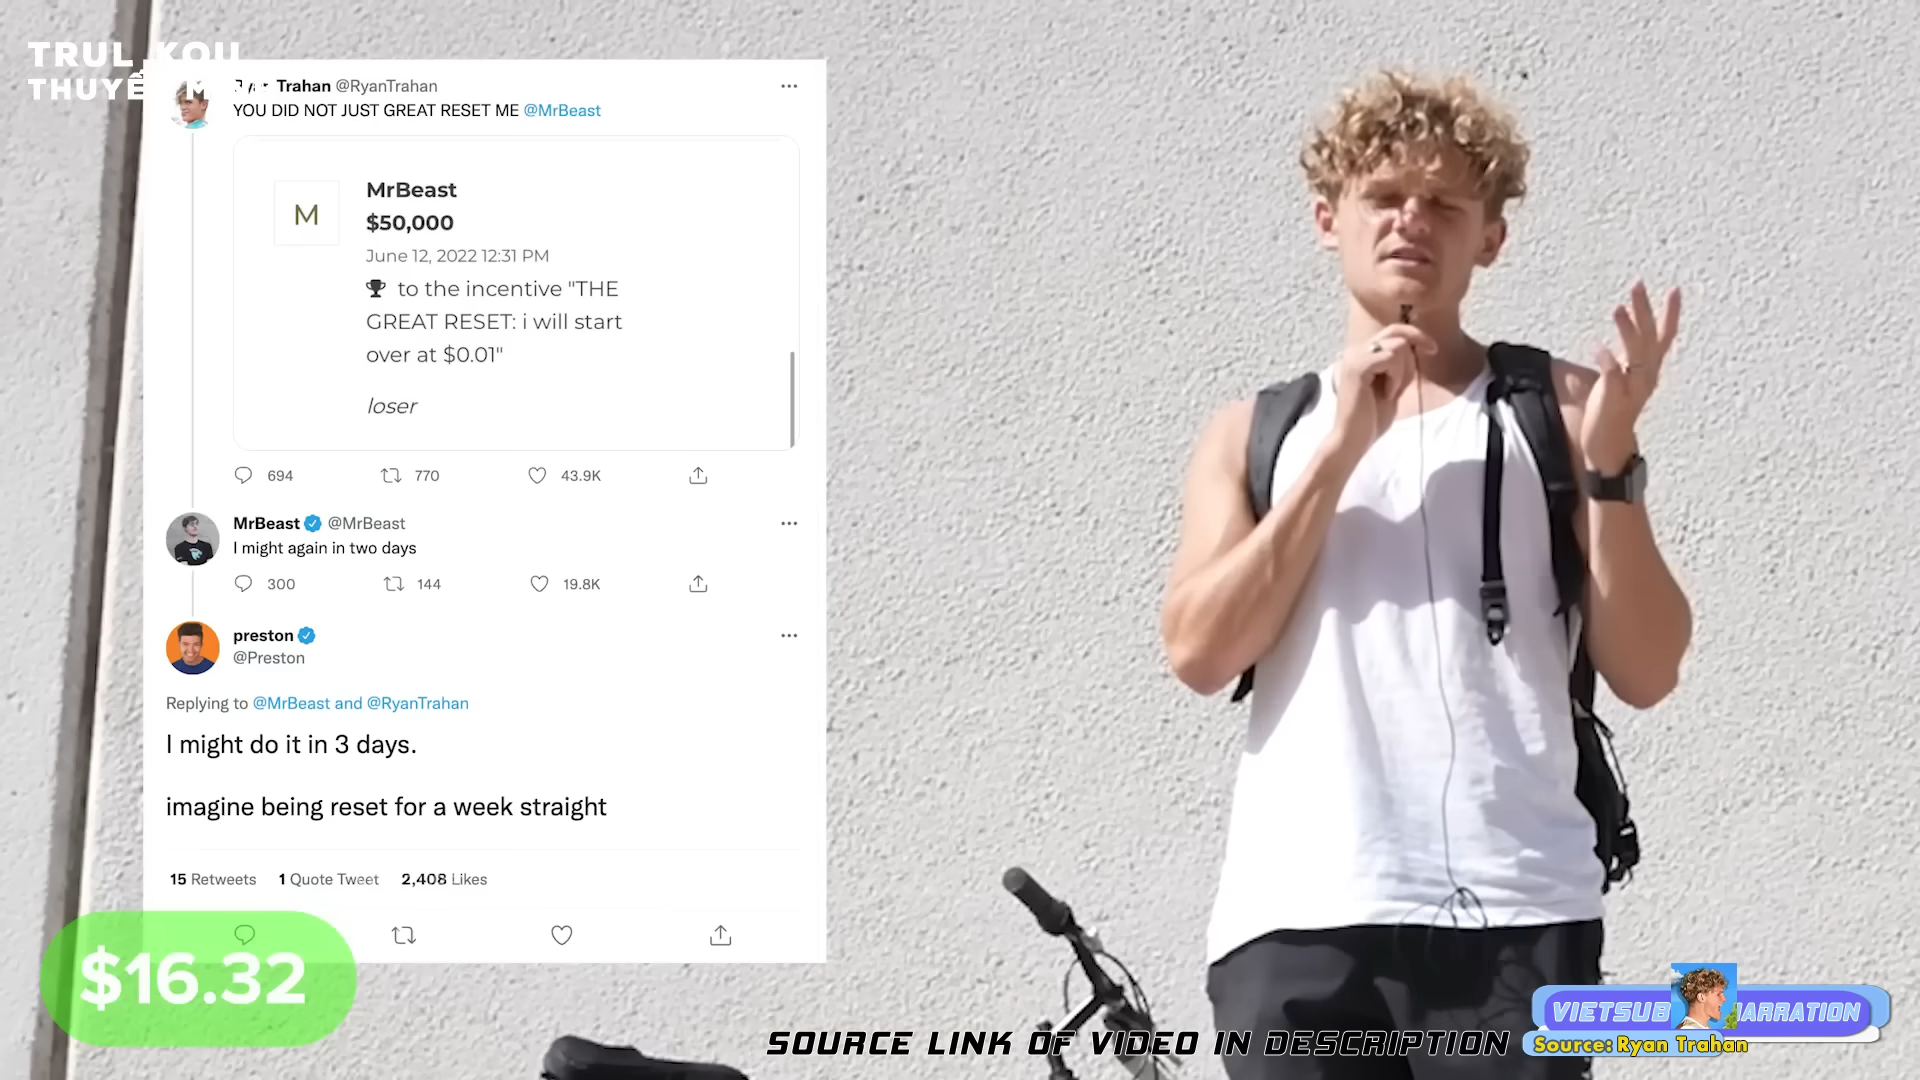 TRUL KOU
Trahan @RyanTrahan
YOU DID NOT JUST GREAT RESET ME @MrBeast
M
MrBeast
$50,000
June 12, 2022 12:31 PM
🏆 to the incentive "THE
GREAT RESET: i will start
over at $0.01"
loser
694 770 43.9K
MrBeast @MrBeast
I might again in two days
300 144 19.8K
preston
@Preston
Replying to @MrBeast and @RyanTrahan
I might do it in 3 days.
imagine being reset for a week straight
15 Retweets 1 Quote Tweet 2,408 Likes
$16.32
SOURCE LINK OF VIDEO IN DESCRIPTION
VIETSUB
Source: Ryan Trahan